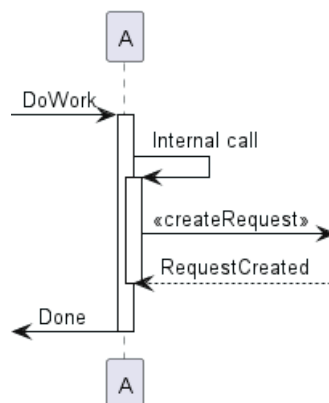 A
DoWork
Internal call
«createRequest»
RequestCreated
Done
A